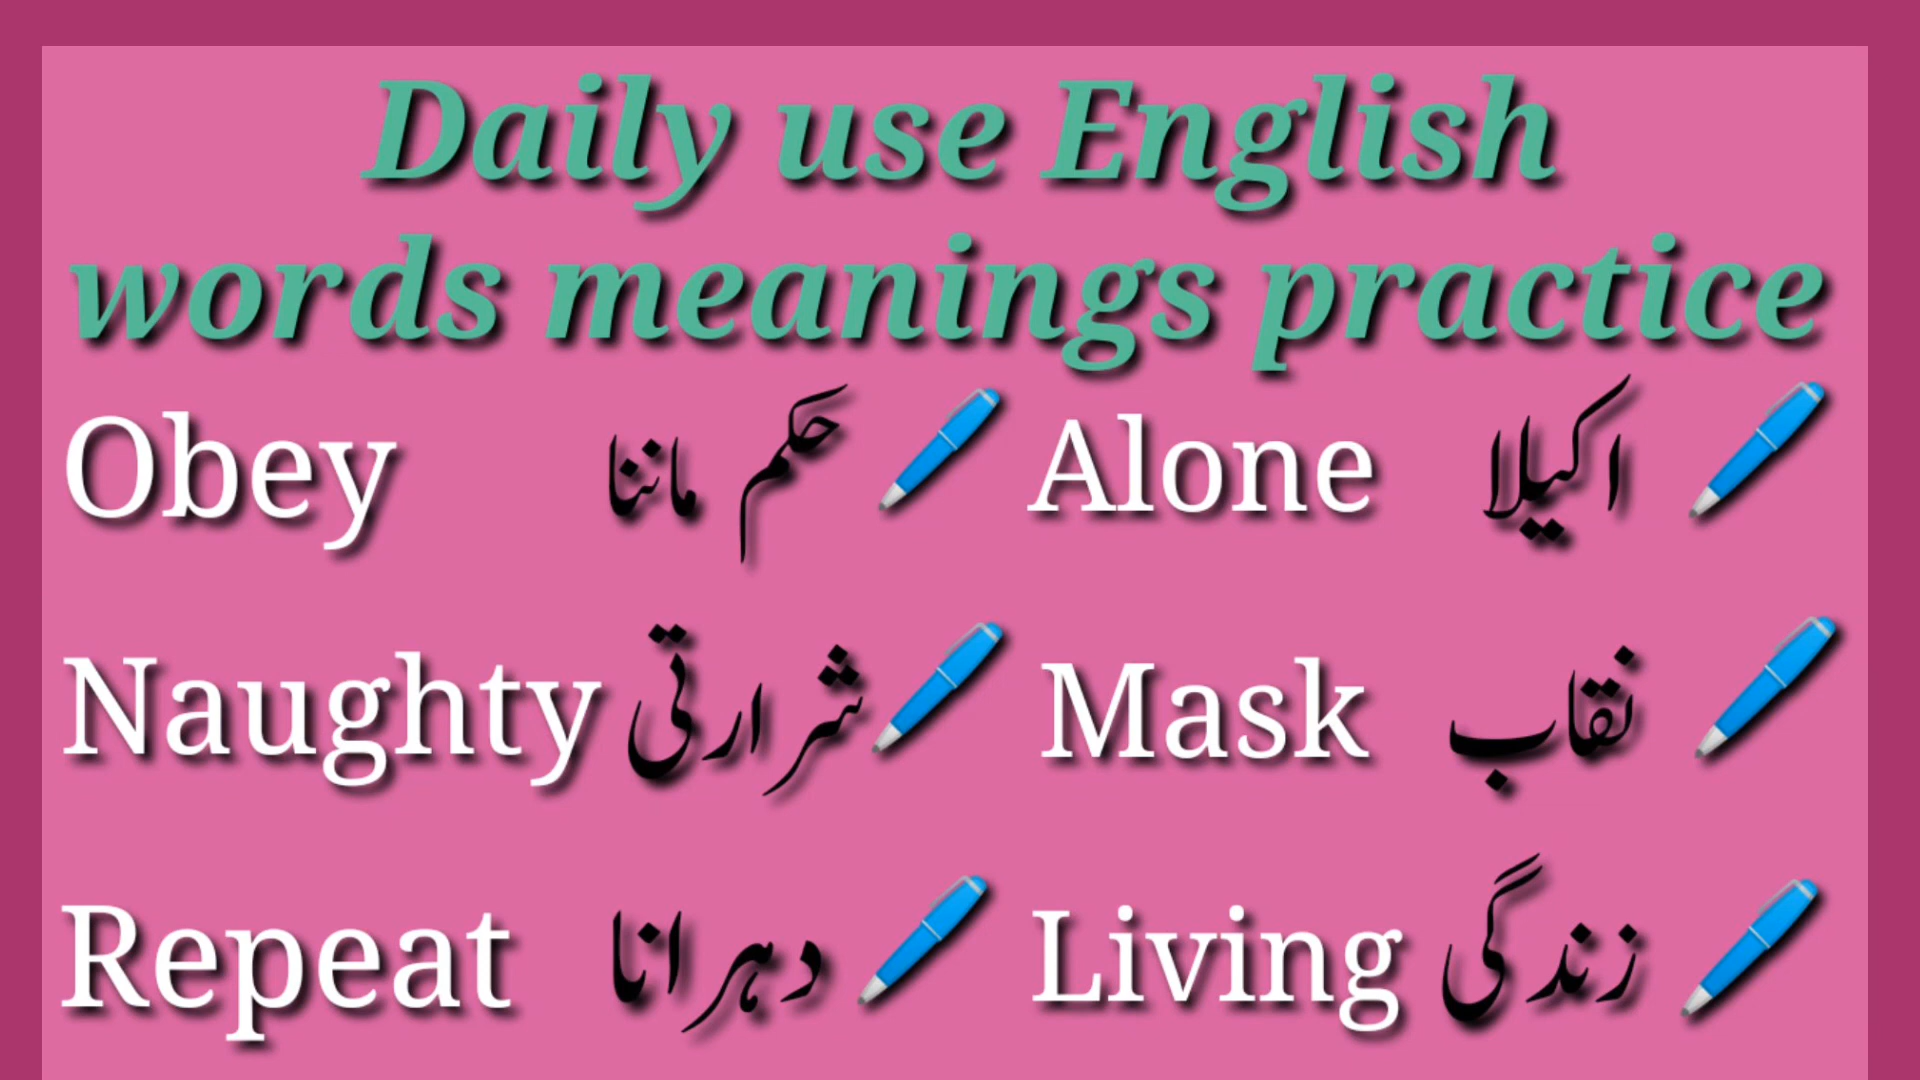 Daily use English
words meanings practice
Obey حکم ماننا Alone اکیلا
Naughty شرارتی Mask نقاب
Repeat دہرانا Living زندگی